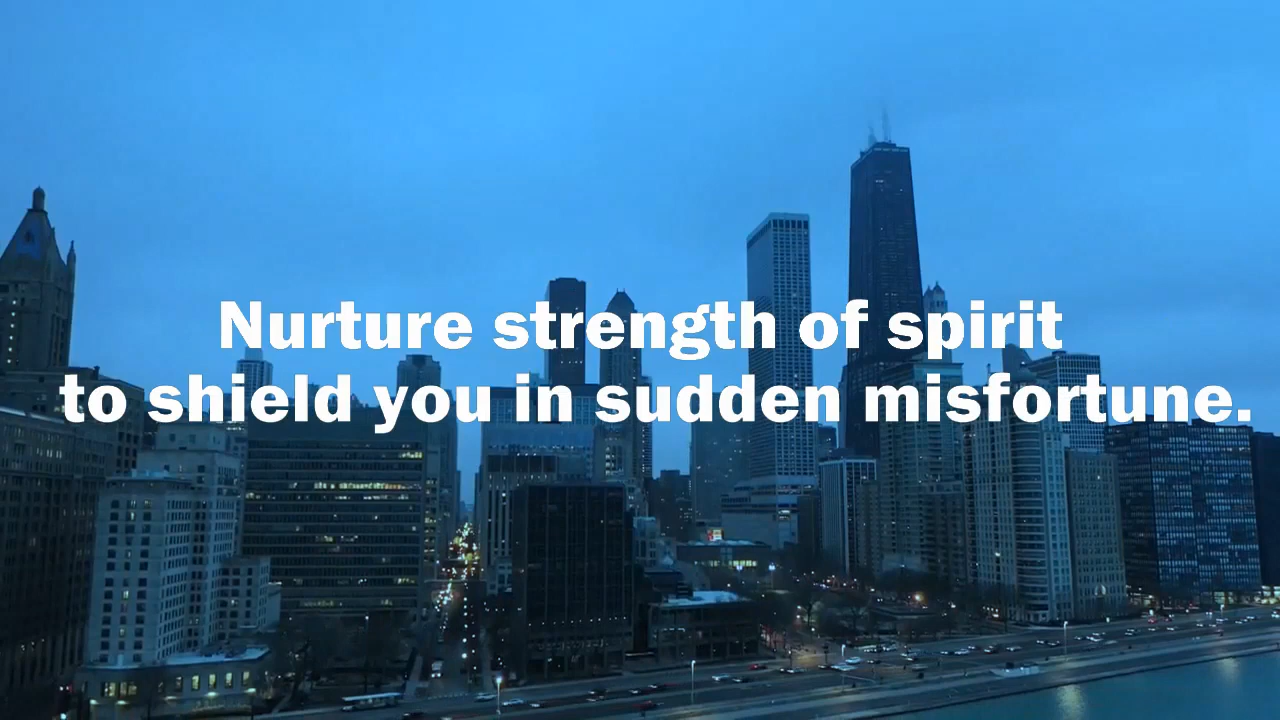 Nurture strength of spirit
to shield you in sudden misfortune.